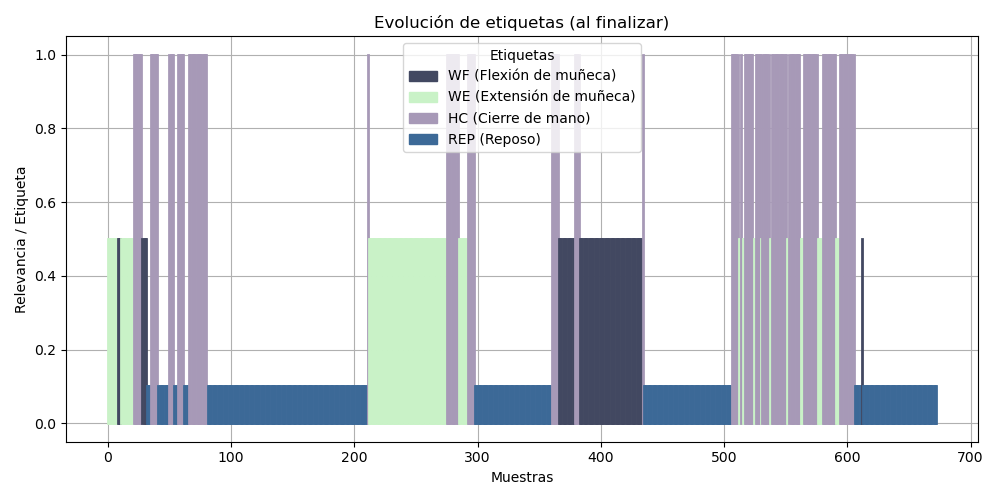 Evolución de etiquetas (al finalizar)
Etiquetas
WF (Flexión de muñeca)
WE (Extensión de muñeca)
HC (Cierre de mano)
REP (Reposo)
Relevancia / Etiqueta
1.0
0.8
0.6
0.4
0.2
0.0
0 100 200 300 400 500 600 700
Muestras